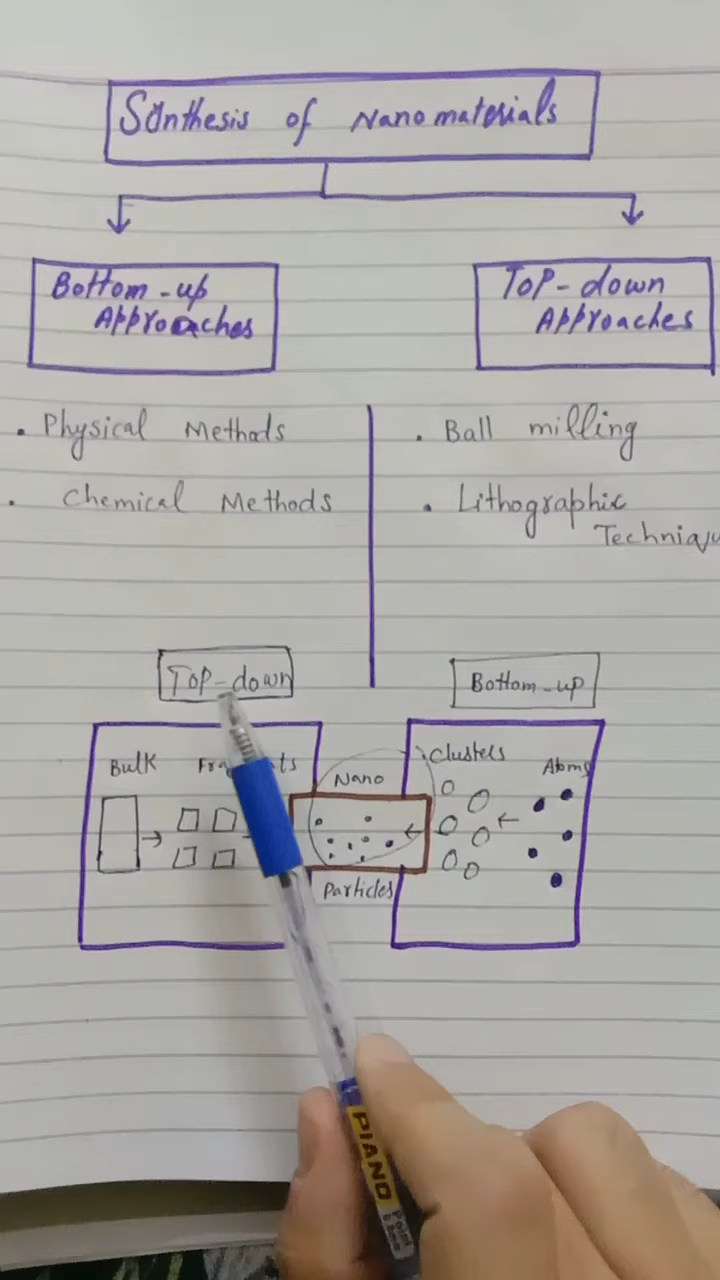 Synthesis of Nanomaterials
Bottom-up
Approaches
Top-down
Approaches
. Physical Methods
. Chemical Methods
. Ball milling
. Lithographic
Top-down
Bottom-up
Bulk
Nano
Particles
Clusters
Atoms
PIANO
Point